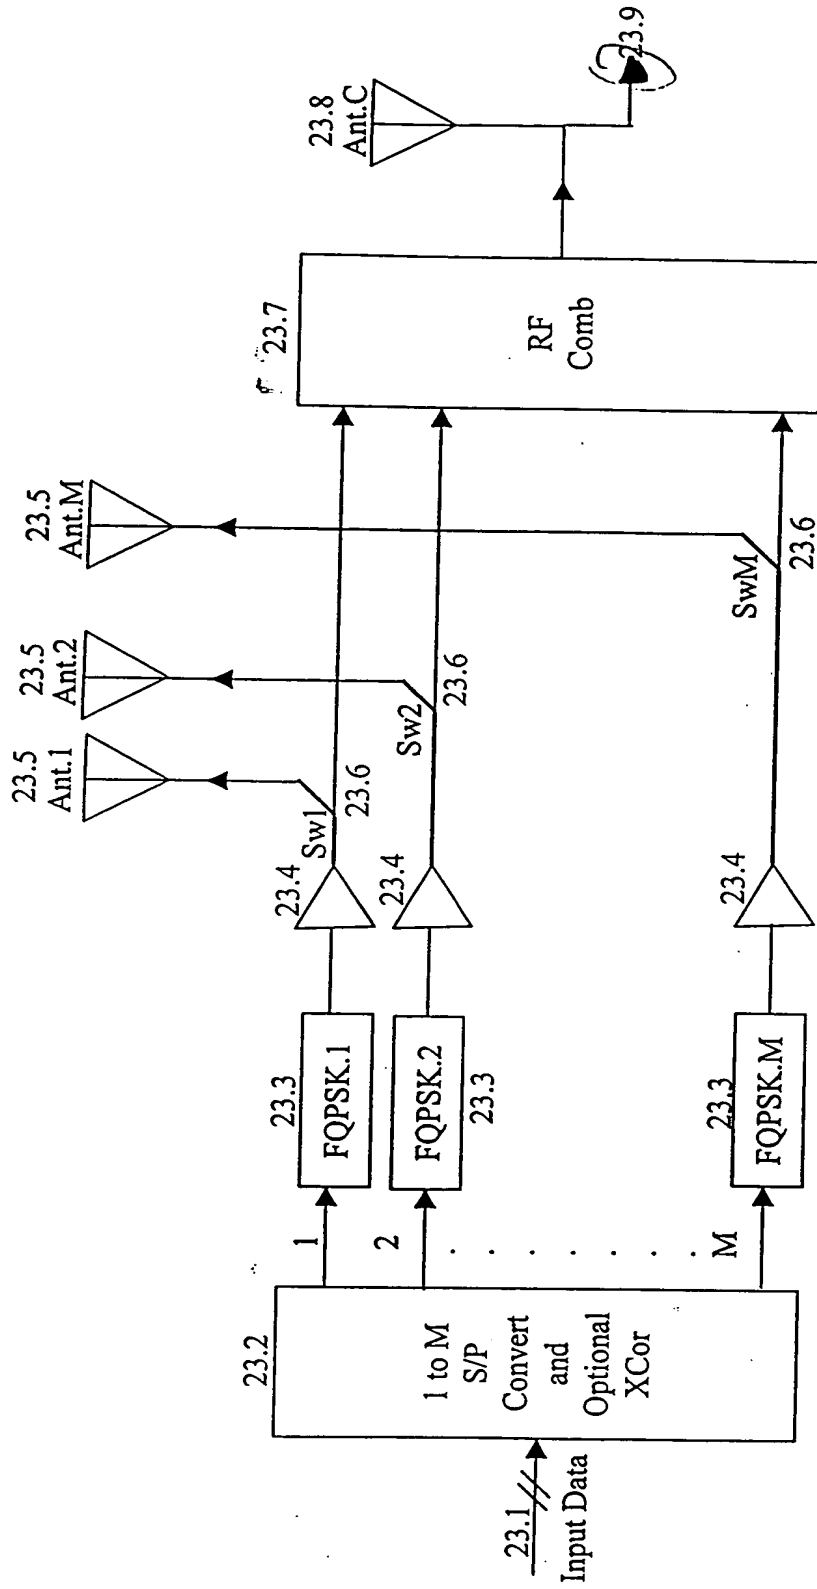 23.1
Input Data
23.2
1 to M
S/P
Convert
and
Optional
XCor
1
2
. . . . . . .
M
23.3
FQPSK.1
FQPSK.2
23.3
23.3
FQPSK.M
23.4
23.4
23.4
Sw1
23.6
Sw2
23.6
SwM
23.6
23.5
Ant.1
23.5
Ant.2
23.5
Ant.M
23.7
RF
Comb
23.8
Ant.C
23.9